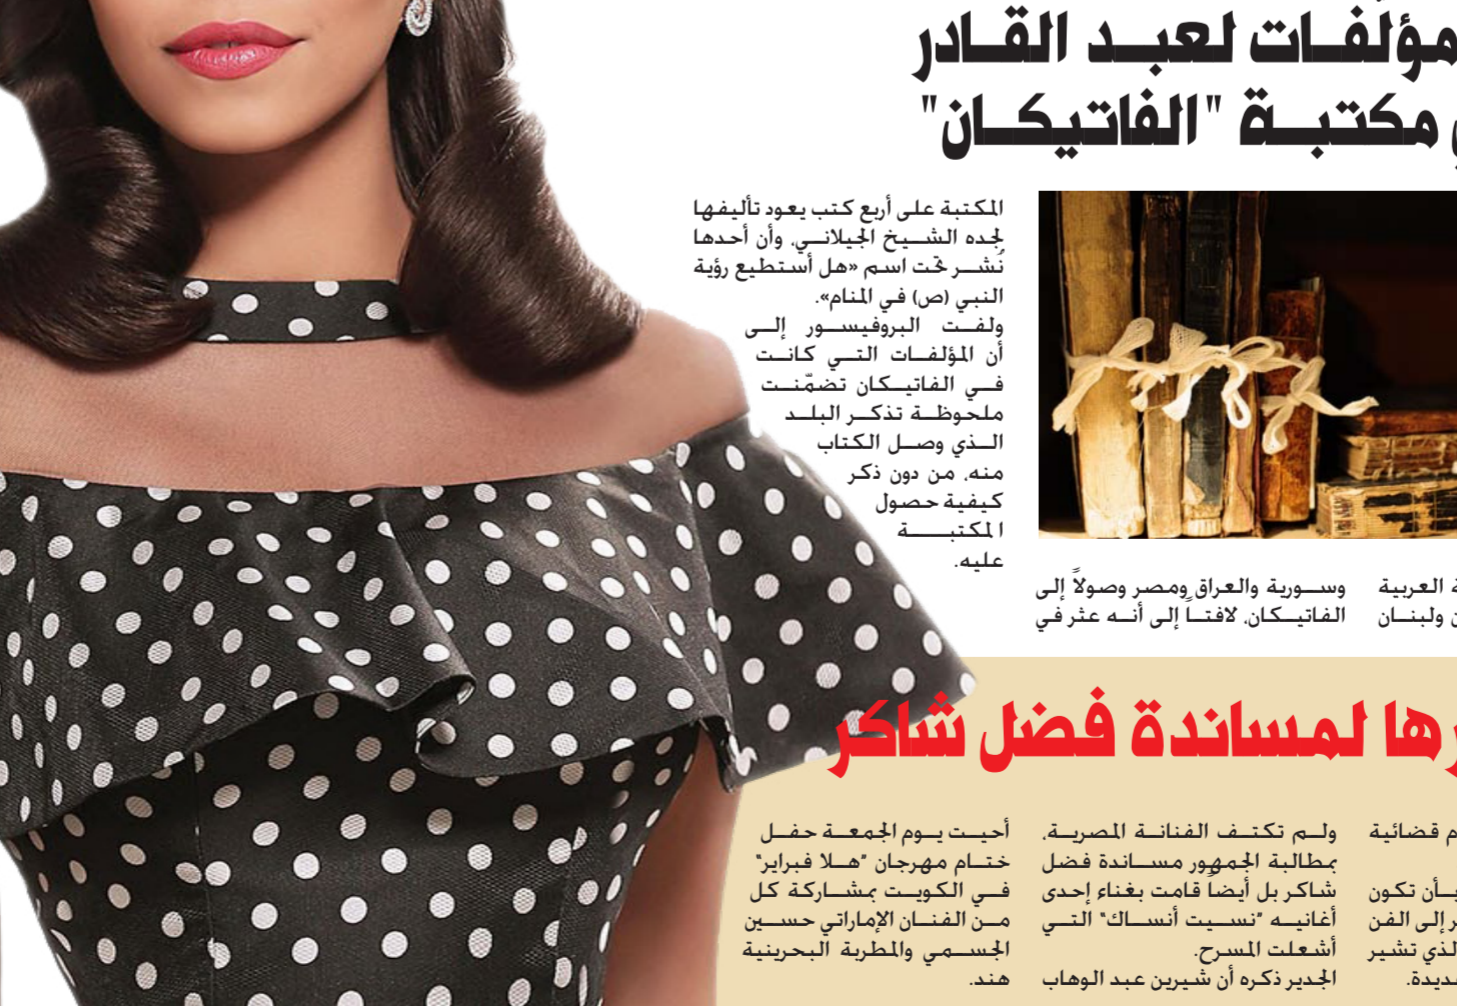 مؤلّفات لعبد القادر
مكتبة "الفاتيكان"
العربية
ولبنان
وسورية والعراق ومصر وصولاً إلى
الفاتيكان، لافتاً إلى أنه عثر في
المكتبة على أربع كتب يعود تأليفها
لجده الشيخ الجيلاني، وأن أحدها
نُشر تحت اسم «هل أستطيع رؤية
النبي (ص) في المنام».
ولفت البروفيسور إلى
أن المؤلفات التي كانت
في الفاتيكان تضمّنت
ملحوظة تذكر البلد
الذي وصل الكتاب
منه، من دون ذكر
كيفية حصول
المكتبة
عليه.
لمساندة فضل شاكر
قضائية
بأن تكون
إلى الفن
تشير
ولم تكتف الفنانة المصرية،
بمطالبة الجمهور مساندة فضل
شاكر بل أيضاً قامت بغناء إحدى
أغانيه "نسيت أنساك" التي
أشعلت المسرح.
الجدير ذكره أن شيرين عبد الوهاب
أحيت يوم الجمعة حفل
ختام مهرجان "هلا فبراير"
في الكويت بمشاركة كل
من الفنان الإماراتي حسين
الجسمي والمطربة البحرينية
هند.